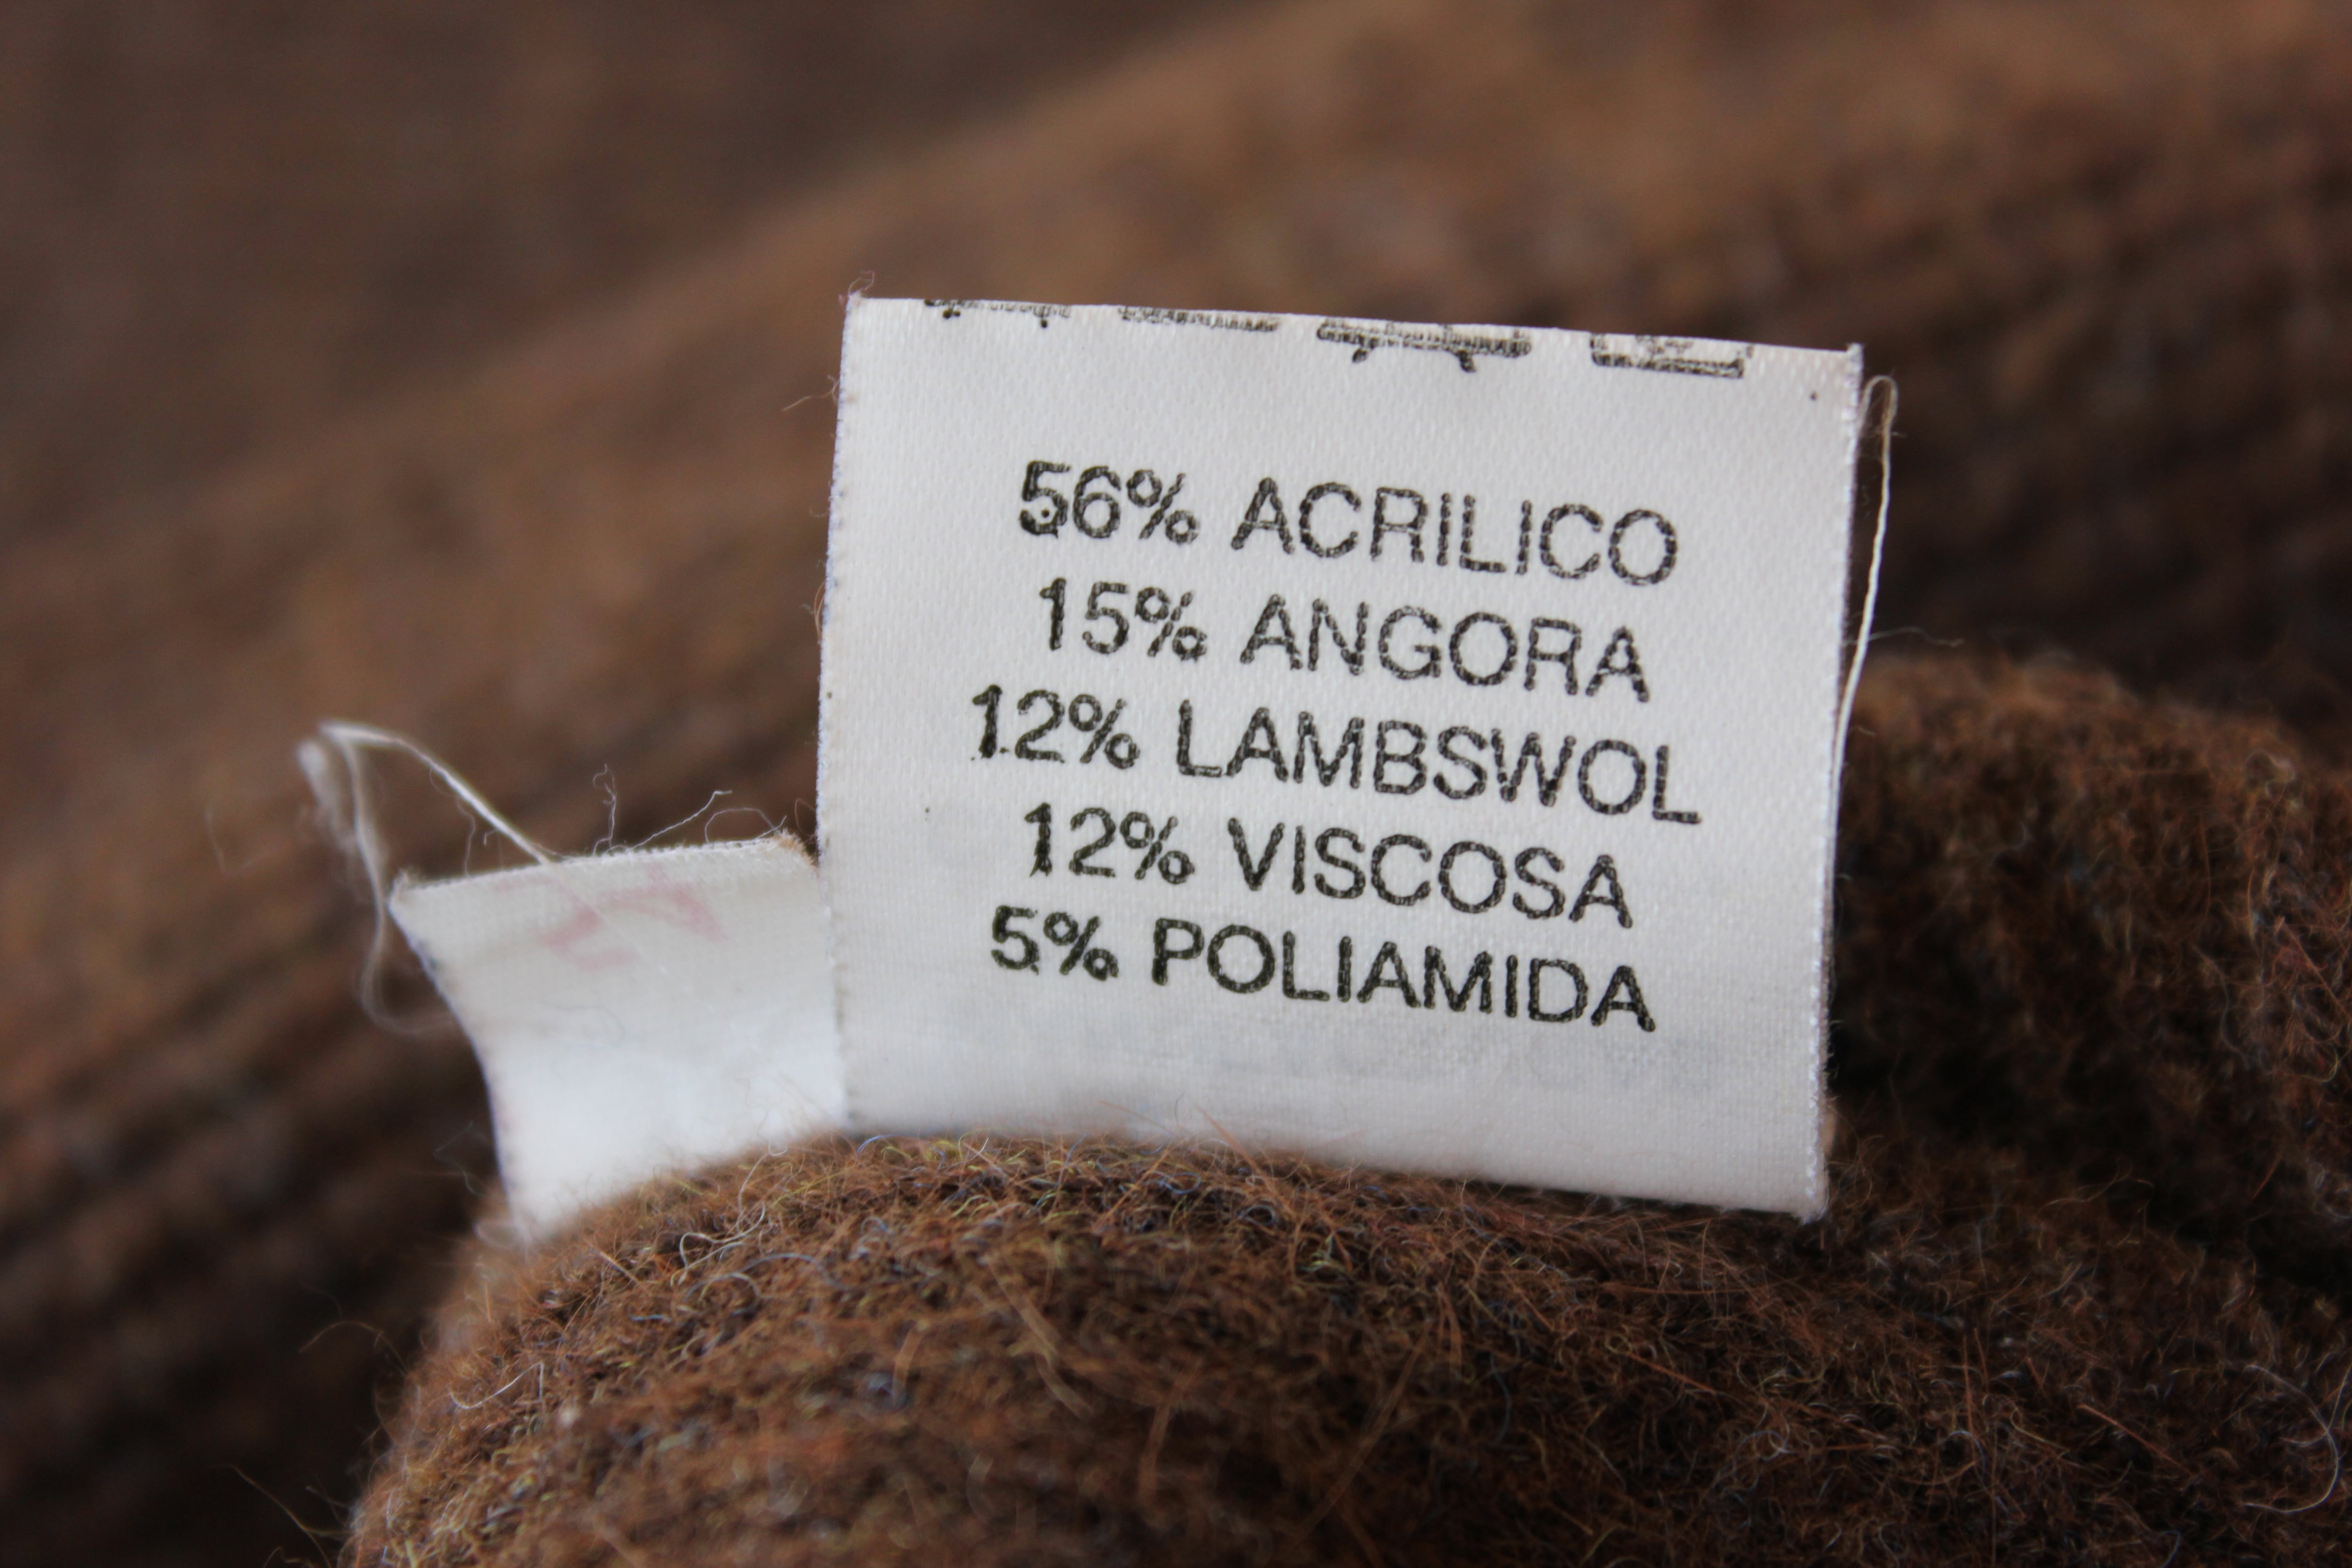 56% ACRILICO
15% ANGORA
12% LAMBSWOL
12% VISCOSA
5% POLIAMIDA